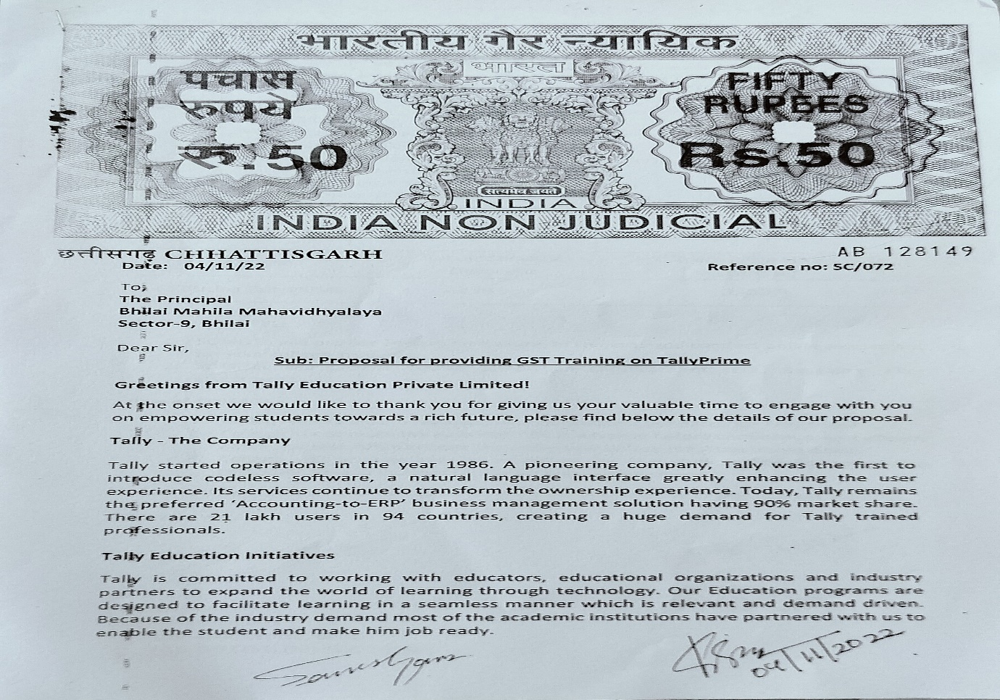 भारतीय गैर न्यायिक
भारत
पचास
रुपये
रु.50
FIFTY
RUPEES
Rs.50
सत्यमेव जयते
INDIA
INDIA NON JUDICIAL
छत्तीसगढ़ CHHATTISGARH
AB 128149
Date: 04/11/22
Reference no: SC/072
To,
The Principal
Bhilai Mahila Mahavidhyalaya
Sector-9, Bhilai
Dear Sir,
Sub: Proposal for providing GST Training on TallyPrime
Greetings from Tally Education Private Limited!
At the onset we would like to thank you for giving us your valuable time to engage with you
on empowering students towards a rich future, please find below the details of our proposal.
Tally - The Company
Tally started operations in the year 1986. A pioneering company, Tally was the first to
introduce codeless software, a natural language interface greatly enhancing the user
experience. Its services continue to transform the ownership experience. Today, Tally remains
the preferred ‘Accounting-to-ERP’ business management solution having 90% market share.
There are 21 lakh users in 94 countries, creating a huge demand for Tally trained
professionals.
Tally Education Initiatives
Tally is committed to working with educators, educational organizations and industry
partners to expand the world of learning through technology. Our Education programs are
designed to facilitate learning in a seamless manner which is relevant and demand driven.
Because of the industry demand most of the academic institutions have partnered with us to
enable the student and make him job ready.
04/11/2022